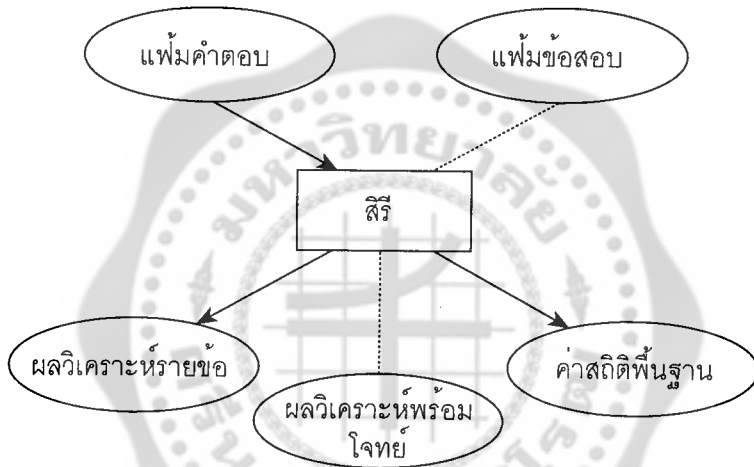 แฟ้มคำตอบ
แฟ้มข้อสอบ
สิรี
ผลวิเคราะห์รายข้อ
ค่าสถิติพื้นฐาน
ผลวิเคราะห์พร้อม
โจทย์